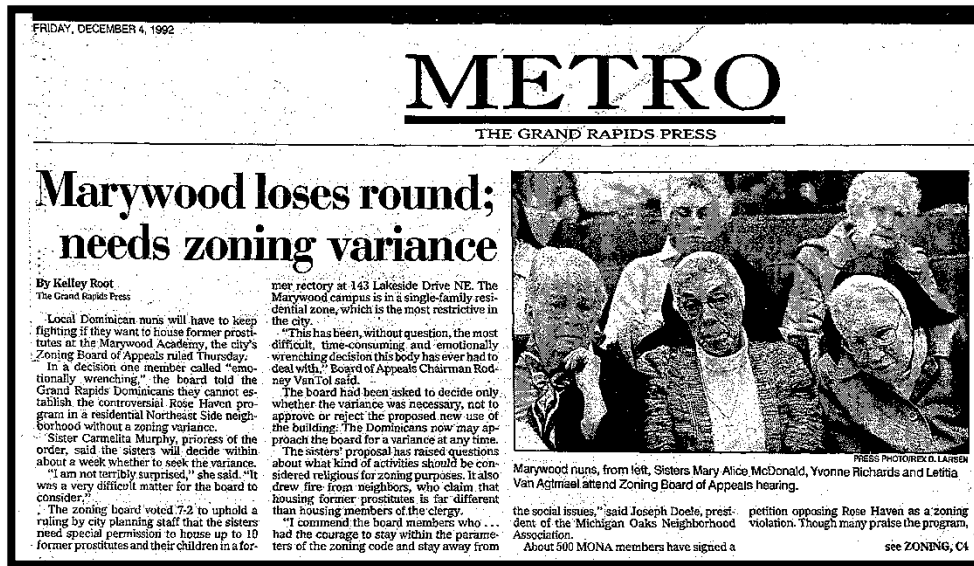 FRIDAY, DECEMBER 4, 1992
METRO
THE GRAND RAPIDS PRESS
Marywood loses round;
needs zoning variance
By Kelley Root
The Grand Rapids Press
Local Dominican nuns will have to keep
fighting if they want to house former prosti-
tutes at the Marywood Academy, the city's
Zoning Board of Appeals ruled Thursday.
In a decision one member called "emo-
tionally wrenching," the board told the
Grand Rapids Dominicans they cannot es-
tablish the controversial Rose Haven pro-
gram in a residential Northeast Side neigh-
borhood without a zoning variance.
Sister Carmelita Murphy, prioress of the
order, said the sisters will decide within
about a week whether to seek the variance.
"I am not terribly surprised," she said. "It
was a very difficult matter for the board to
consider."
The zoning board voted 7-2 to uphold a
ruling by city planning staff that the sisters
need special permission to house up to 10
former prostitutes and their children in a for-
mer rectory at 143 Lakeside Drive NE. The
Marywood campus is in a single-family resi-
dential zone, which is the most restrictive in
the city.
"This has been, without question, the most
difficult, time-consuming and emotionally
wrenching decision this body has ever had to
deal with," Board of Appeals Chairman Rod-
ney VanTol said.
The board had been asked to decide only
whether the variance was necessary, not to
approve or reject the proposed new use of
the building. The Dominicans now may ap-
proach the board for a variance at any time.
The sisters' proposal has raised questions
about what kind of activities should be con-
sidered religious for zoning purposes. It also
drew fire from neighbors, who claim that
housing former prostitutes is far different
than housing members of the clergy.
"I commend the board members who ...
had the courage to stay within the parame-
ters of the zoning code and stay away from
PRESS PHOTO/REX D. LARSEN
Marywood nuns, from left, Sisters Mary Alice McDonald, Yvonne Richards and Letitia
Van Agtmael attend Zoning Board of Appeals hearing.
the social issues," said Joseph Doele, presi-
dent of the Michigan Oaks Neighborhood
Association.
About 500 MONA members have signed a
petition opposing Rose Haven as a zoning
violation. Though many praise the program,
see ZONING, C4